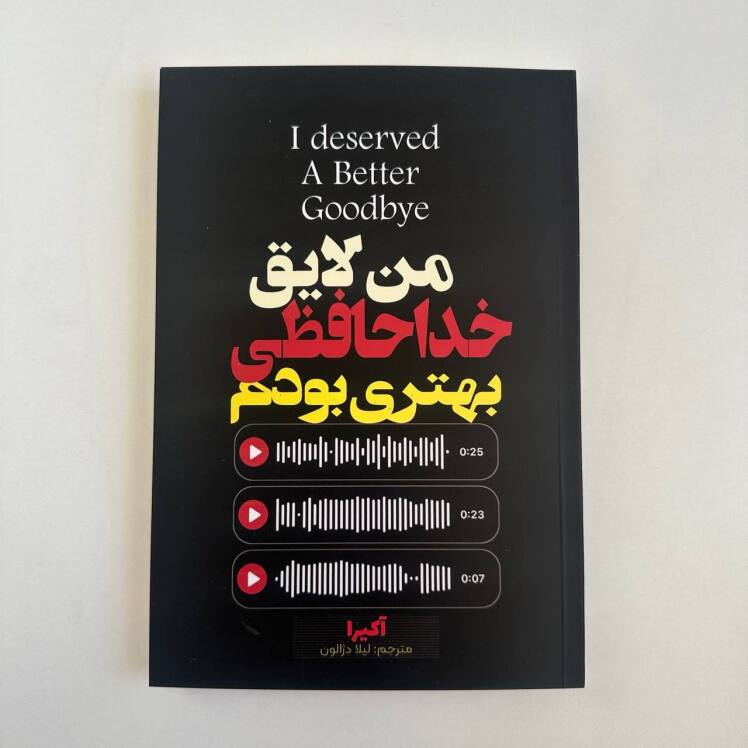 I deserved
A Better
Goodbye
من لایق
خداحافظی
بهتری بودم
0:25
0:23
0:07
آکیرا
مترجم: لیلا دژالون